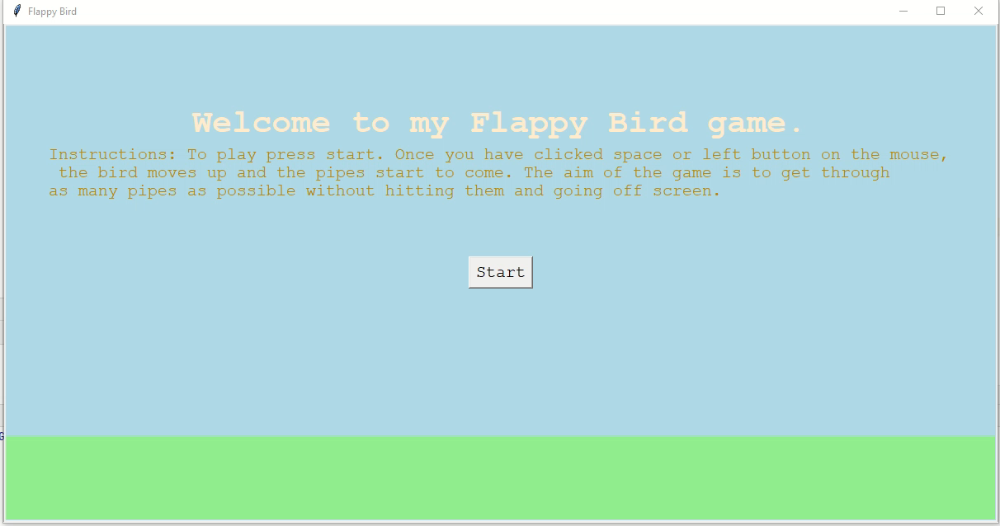 Flappy Bird
Welcome to my Flappy Bird game.
Instructions: To play press start. Once you have clicked space or left button on the mouse,
the bird moves up and the pipes start to come. The aim of the game is to get through
as many pipes as possible without hitting them and going off screen.
Start
G